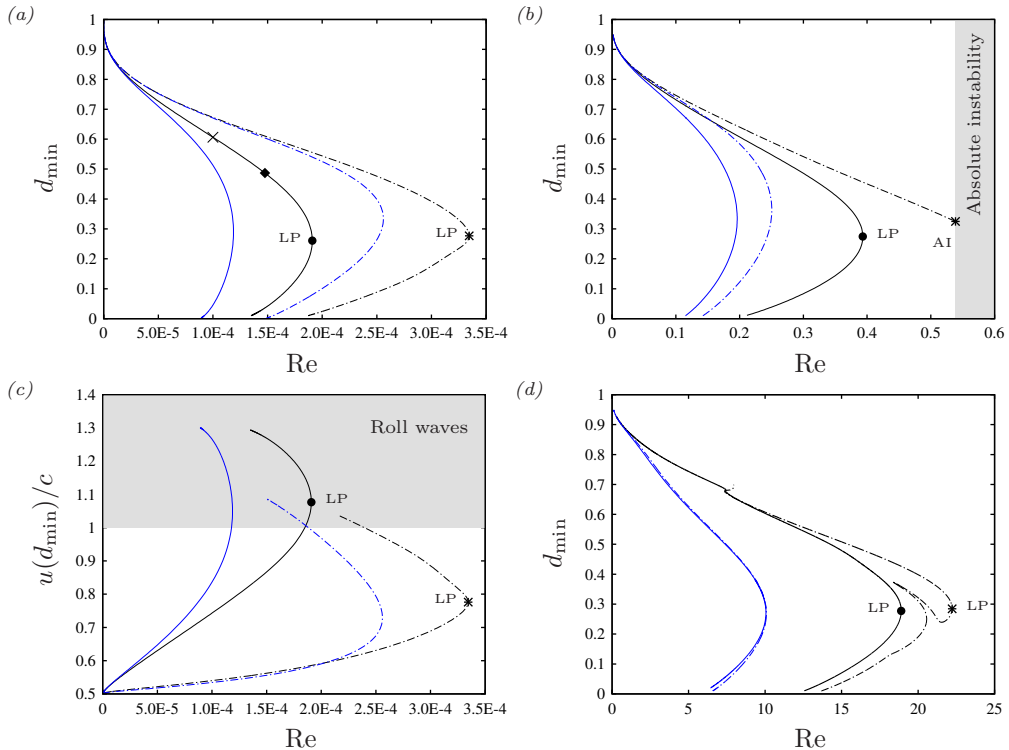 (a)
1
0.9
0.8
0.7
0.6
0.5
0.4
0.3
0.2
0.1
0
d_min
LP
LP
0 5.0E-5 1.0E-4 1.5E-4 2.0E-4 2.5E-4 3.0E-4 3.5E-4
Re
(b)
1
0.9
0.8
0.7
0.6
0.5
0.4
0.3
0.2
0.1
0
d_min
LP
AI
Absolute instability
0 0.1 0.2 0.3 0.4 0.5 0.6
Re
(c)
1.4
1.3
1.2
1.1
1
0.9
0.8
0.7
0.6
0.5
u(d_min)/c
Roll waves
LP
LP
0 5.0E-5 1.0E-4 1.5E-4 2.0E-4 2.5E-4 3.0E-4 3.5E-4
Re
(d)
1
0.9
0.8
0.7
0.6
0.5
0.4
0.3
0.2
0.1
0
d_min
LP
LP
0 5 10 15 20 25
Re